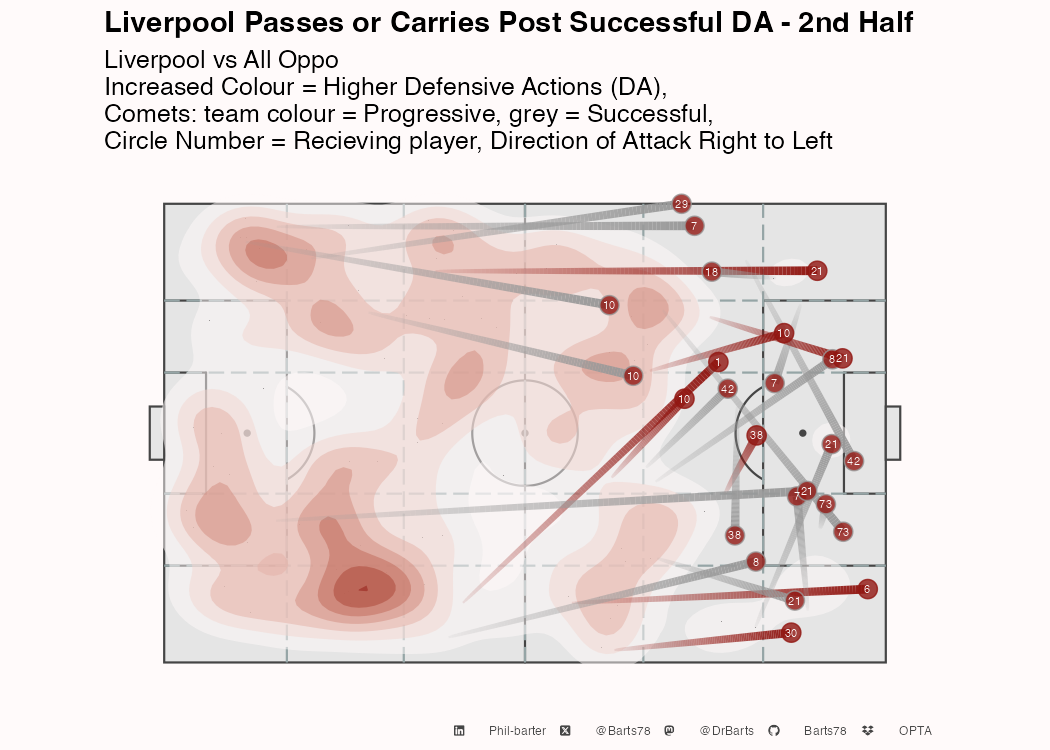 Liverpool Passes or Carries Post Successful DA - 2nd Half
Liverpool vs All Oppo
Increased Colour = Higher Defensive Actions (DA),
Comets: team colour = Progressive, grey = Successful,
Circle Number = Recieving player, Direction of Attack Right to Left
29
7
18
21
10
10
8
21
10
1
7
42
10
38
21
42
7
21
73
73
38
8
6
21
30
Phil-barter
@Barts78
@DrBarts
Barts78
OPTA